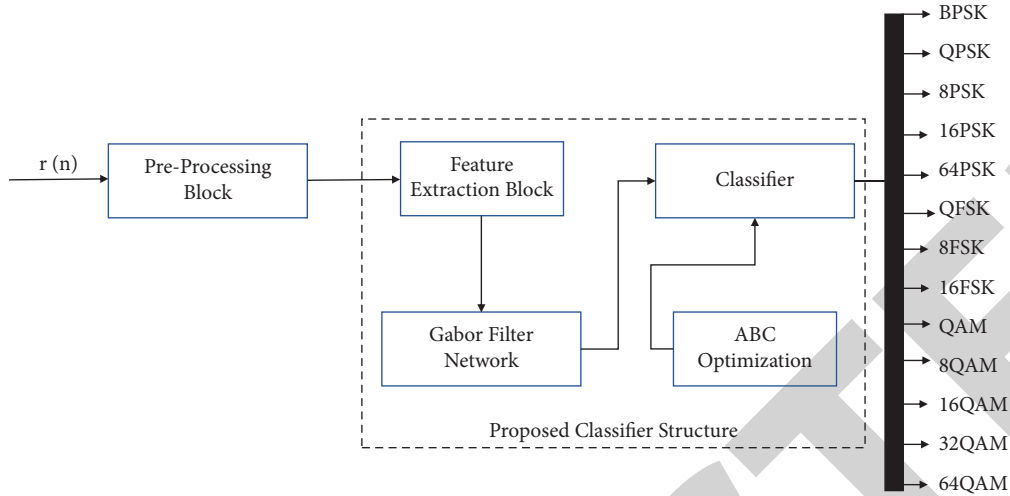 r (n)
Pre-Processing
Block
Feature
Extraction Block
Gabor Filter
Network
Classifier
ABC
Optimization
Proposed Classifier Structure
BPSK
QPSK
8PSK
16PSK
64PSK
QFSK
8FSK
16FSK
QAM
8QAM
16QAM
32QAM
64QAM